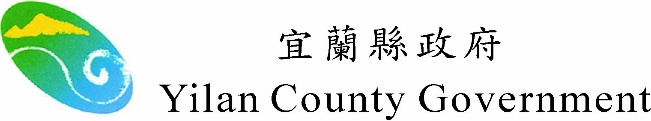 宜蘭縣政府
Yilan County Government